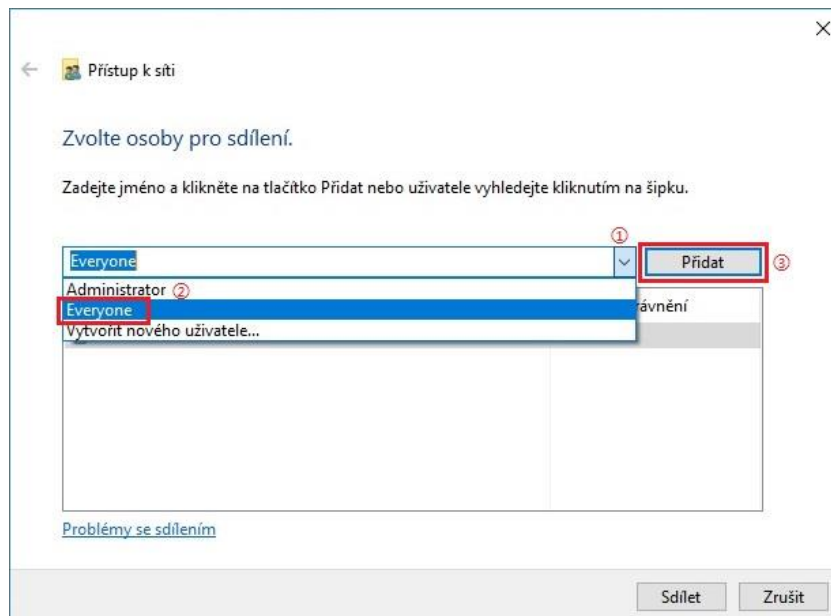 Přístup k síti
Zvolte osoby pro sdílení.
Zadejte jméno a klikněte na tlačítko Přidat nebo uživatele vyhledejte kliknutím na šipku.
①
Everyone
Přidat ③
Administrator ②
Everyone
rávnění
Vytvořit nového uživatele...
Problémy se sdílením
Sdílet Zrušit